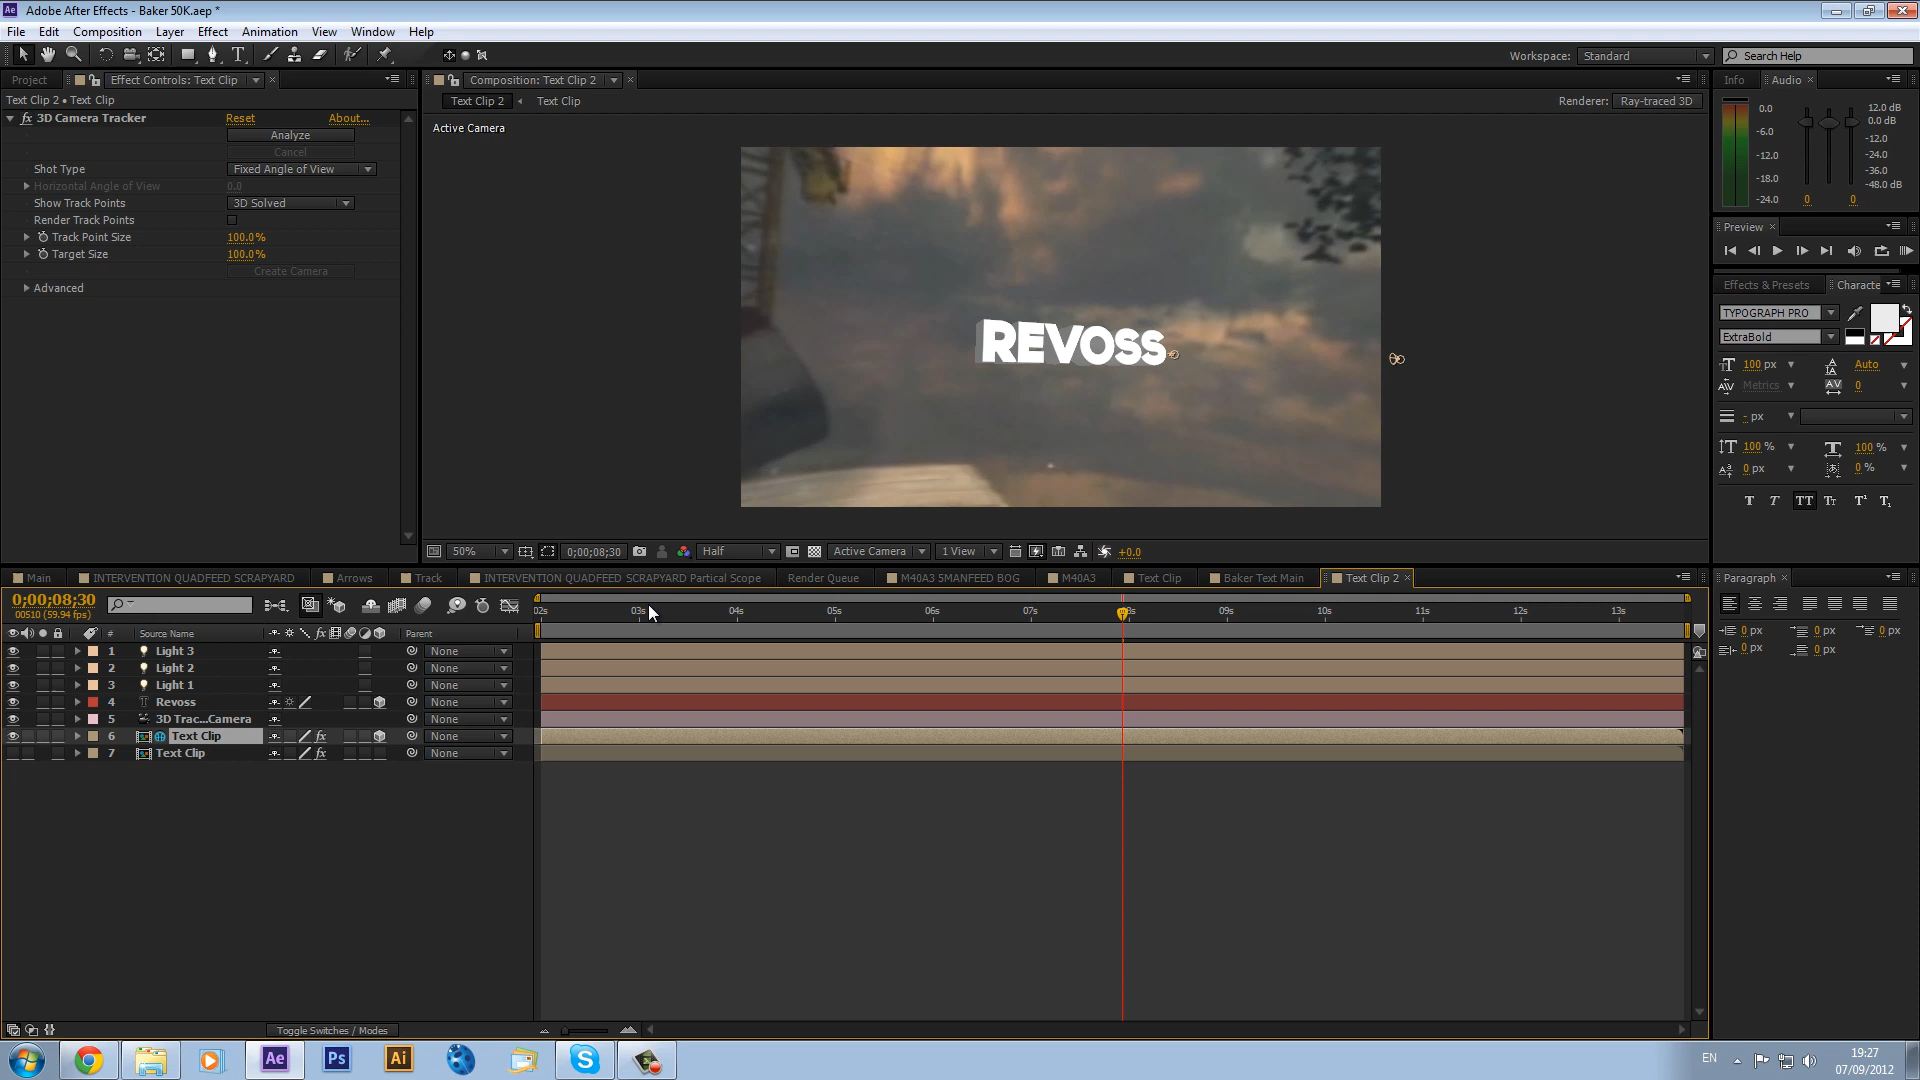 Adobe After Effects - Baker 50K.aep *
File Edit Composition Layer Effect Animation View Window Help
Workspace: Standard Search Help
Project Effect Controls: Text Clip Composition: Text Clip 2 Info Audio
Text Clip 2 • Text Clip
Text Clip 2 Text Clip Renderer: Ray-traced 3D
fx 3D Camera Tracker Reset About...
Active Camera
Analyze
Cancel
Shot Type Fixed Angle of View
Horizontal Angle of View 0.0
Show Track Points 3D Solved
Render Track Points
Track Point Size 100.0%
Target Size 100.0%
Create Camera
Advanced
REVOSS
0.0 12.0 dB
0.0 dB
-6.0
-12.0
-12.0 -24.0
-36.0
-18.0 -48.0 dB
-24.0 0 0
Preview
Effects & Presets Characte
TYPOGRAPH PRO
ExtraBold
100 px Auto
Metrics 0
- px
100 % 100 %
0 px 0 %
T T TT Tt T¹ T₁
50% 0;00;08;30 Half Active Camera 1 View +0.0
Main INTERVENTION QUADFEED SCRAPYARD Arrows Track INTERVENTION QUADFEED SCRAPYARD Partical Scope Render Queue M40A3 5MANFEED BOG M40A3 Text Clip Baker Text Main Text Clip 2
Paragraph
0;00;08;30
00510 (59.94 fps)
02s 03s 04s 05s 06s 07s 08s 09s 10s 11s 12s 13s
# Source Name fx Parent
1 Light 3 None
2 Light 2 None
3 Light 1 None
4 Revoss None
5 3D Trac...Camera None
6 Text Clip fx None
7 Text Clip fx None
0 px 0 px 0 px
0 px 0 px
Toggle Switches / Modes
Ae Ps Ai
EN 19:27
07/09/2012